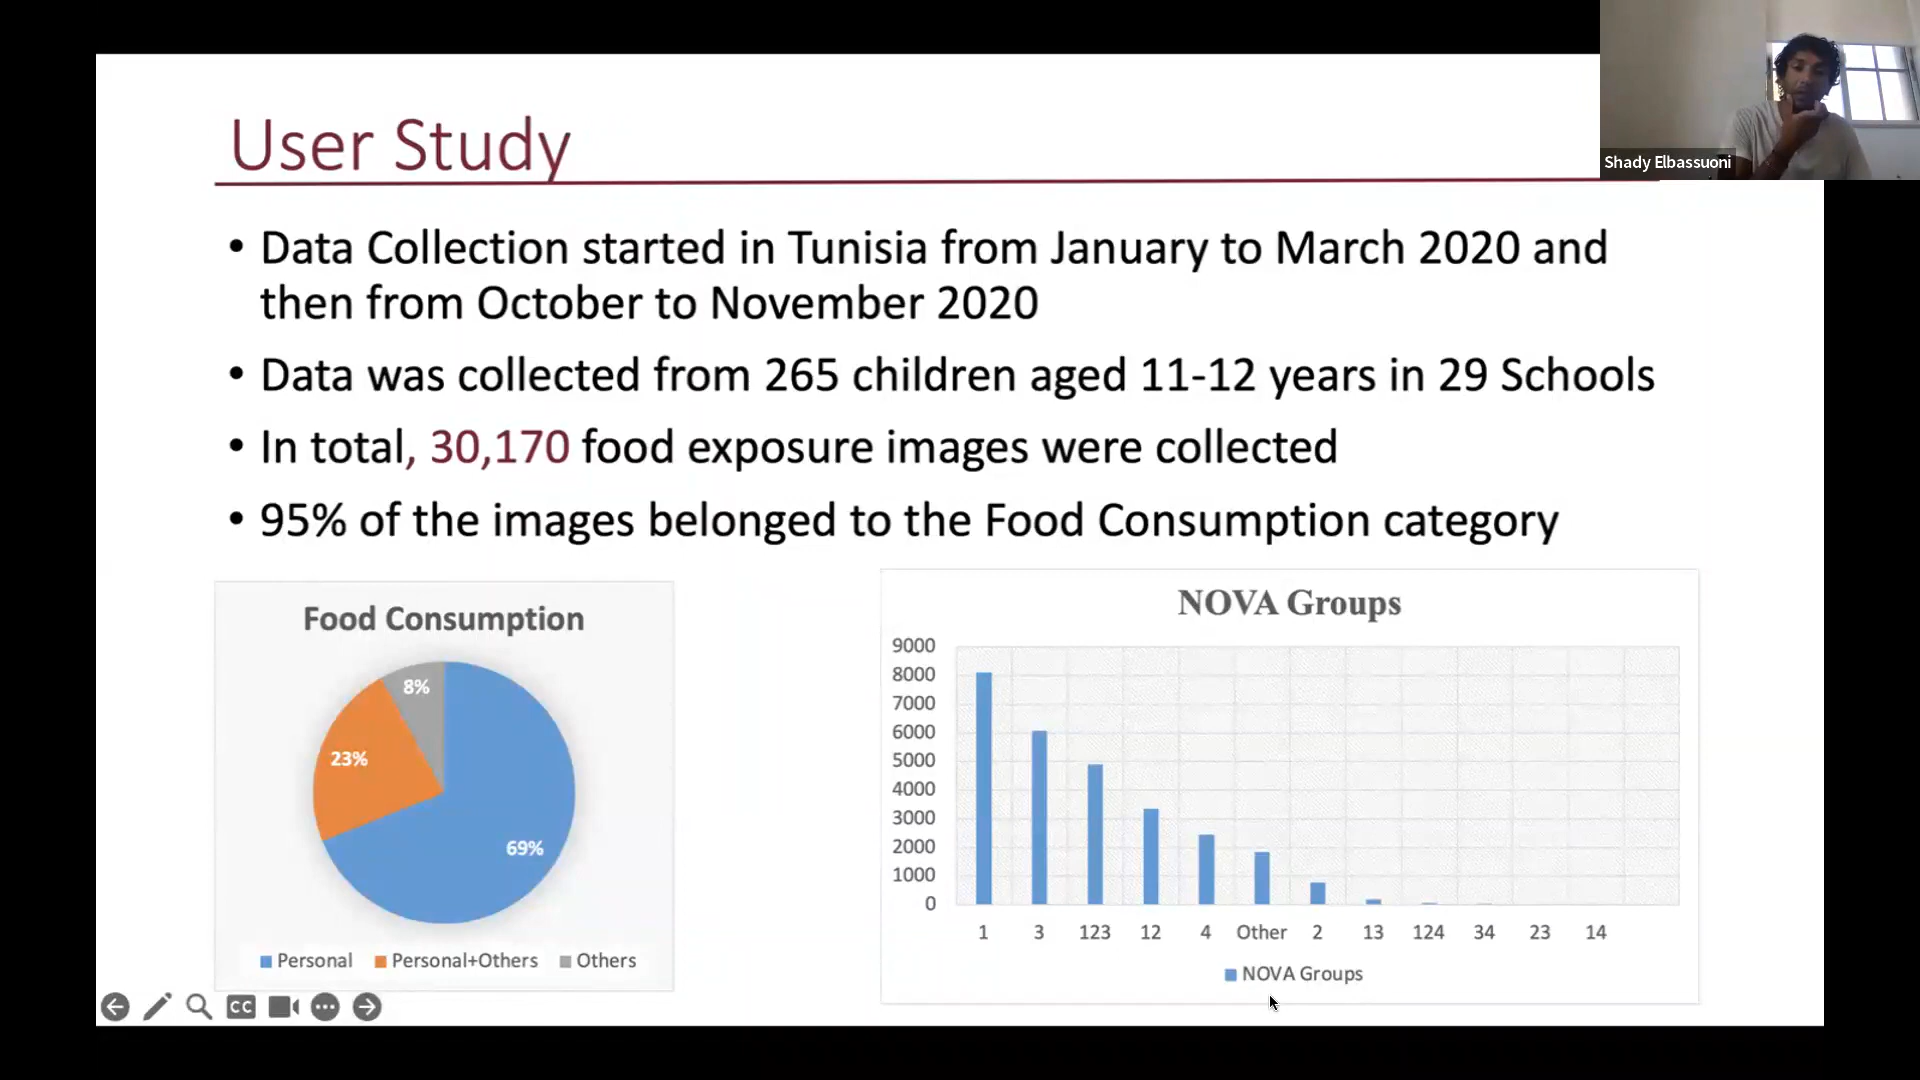 Shady Elbassuoni
User Study
• Data Collection started in Tunisia from January to March 2020 and
then from October to November 2020
• Data was collected from 265 children aged 11-12 years in 29 Schools
• In total, 30,170 food exposure images were collected
• 95% of the images belonged to the Food Consumption category
Food Consumption
8%
23%
69%
Personal Personal+Others Others
NOVA Groups
9000
8000
7000
6000
5000
4000
3000
2000
1000
0
1 3 123 12 4 Other 2 13 124 34 23 14
NOVA Groups
CC